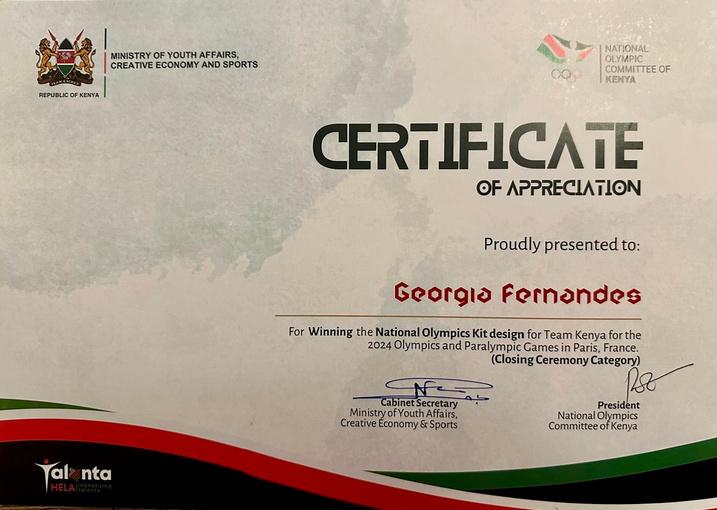 MINISTRY OF YOUTH AFFAIRS,
CREATIVE ECONOMY AND SPORTS
REPUBLIC OF KENYA
NATIONAL
OLYMPIC
COMMITTEE OF
KENYA
CERTIFICATE
OF APPRECIATION
Proudly presented to:
Georgia Fernandes
For Winning the National Olympics Kit design for Team Kenya for the
2024 Olympics and Paralympic Games in Paris, France.
(Closing Ceremony Category)
Cabinet Secretary
Ministry of Youth Affairs,
Creative Economy & Sports
President
National Olympics
Committee of Kenya
Talanta
HELA